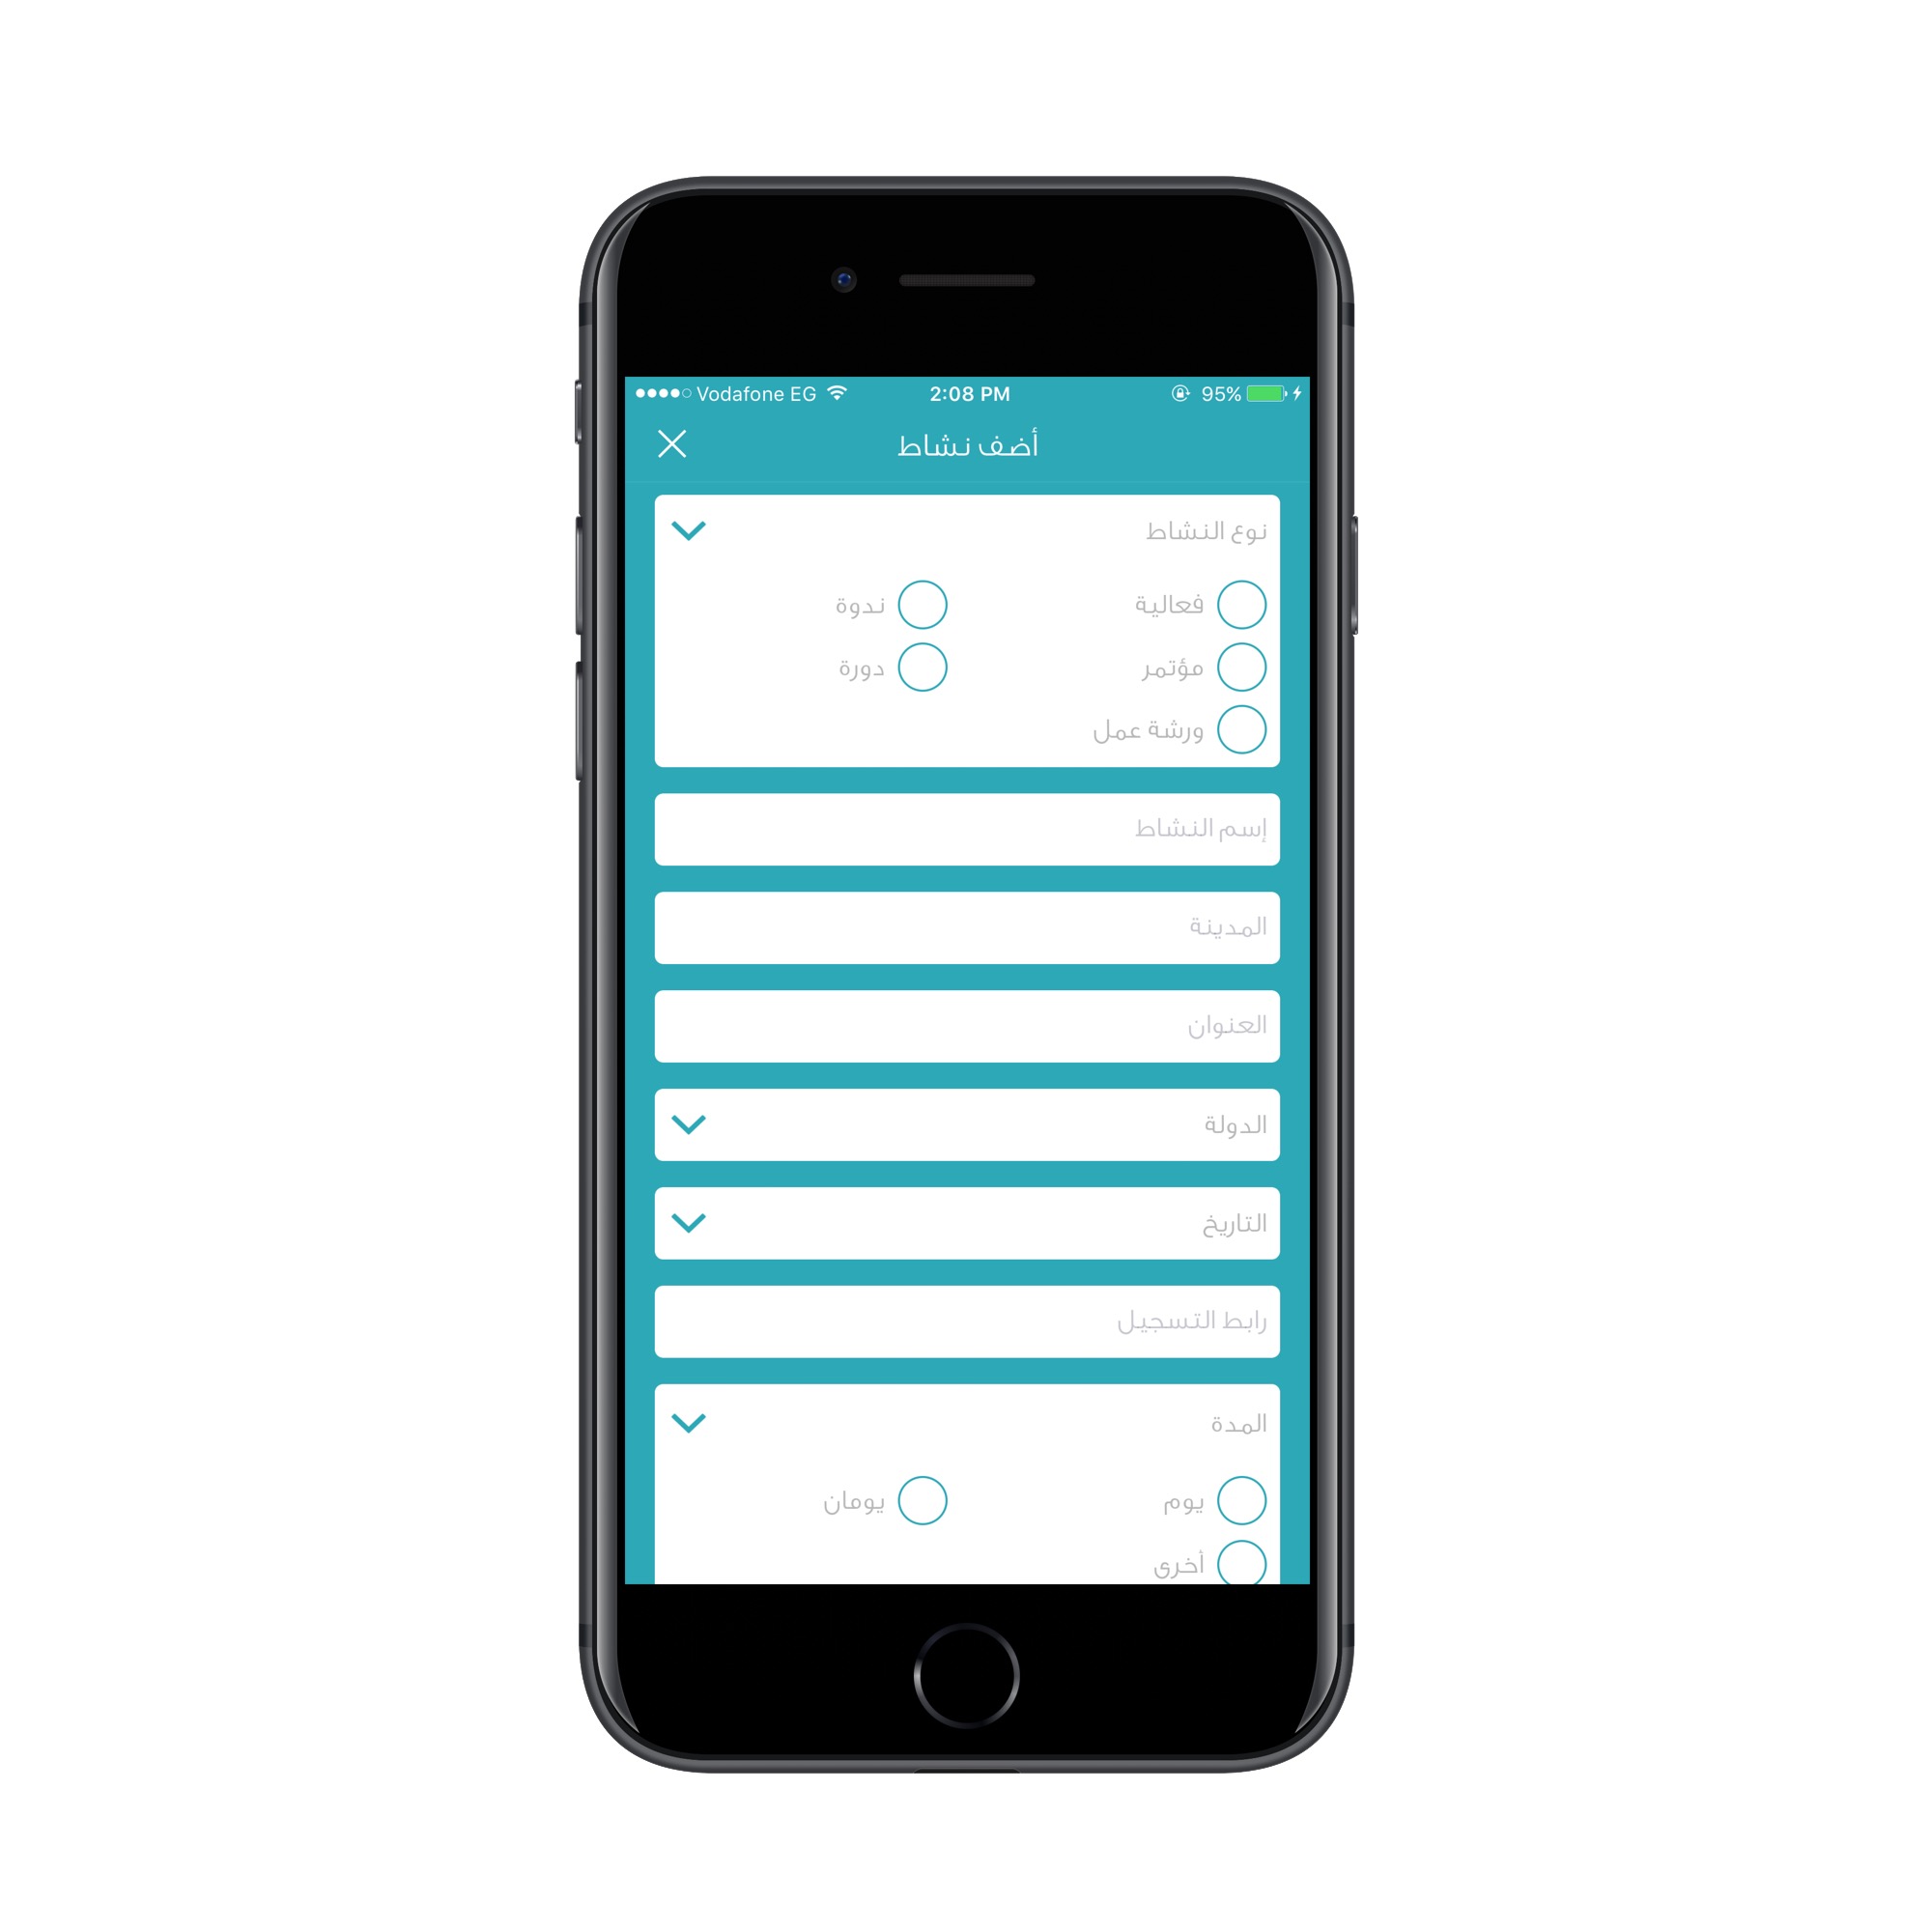 Vodafone EG 2:08 PM 95%
أضف نشاط
نوع النشاط
فعالية ندوة
مؤتمر دورة
ورشة عمل
إسم النشاط
المدينة
العنوان
الدولة
التاريخ
رابط التسجيل
المدة
يوم يومان
أخرى